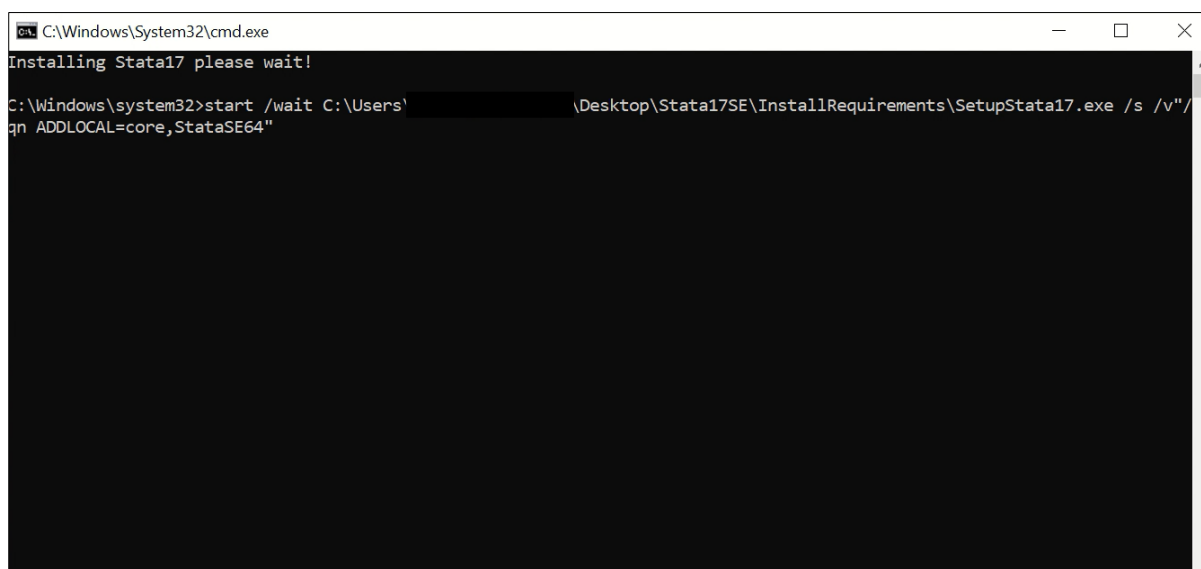 C:\Windows\System32\cmd.exe
Installing Stata17 please wait!
C:\Windows\system32>start /wait C:\Users\ \Desktop\Stata17SE\InstallRequirements\SetupStata17.exe /s /v"/
qn ADDLOCAL=core,StataSE64"